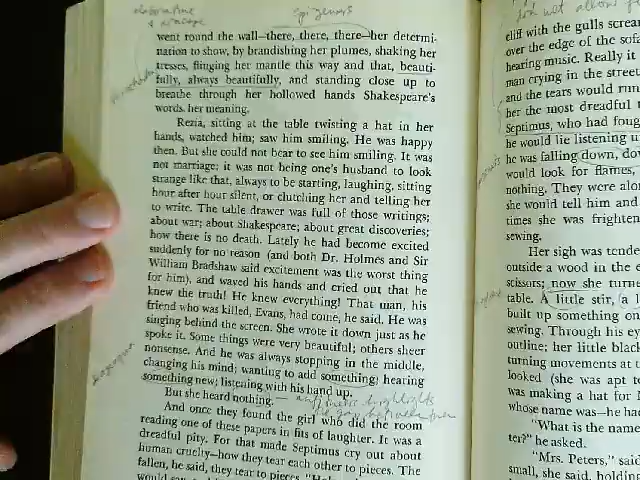 went round the wall—there, there, there—her determi-
nation to show, by brandishing her plumes, shaking her
tresses, flinging her mantle this way and that, beauti-
fully, always beautifully, and standing close up to
breathe through her hollowed hands Shakespeare's
words, her meaning.
Rezia, sitting at the table twisting a hat in her
hands, watched him; saw him smiling. He was happy
then. But she could not bear to see him smiling. It was
not marriage; it was not being one's husband to look
strange like that, always to be starting, laughing, sitting
hour after hour silent, or clutching her and telling her
to write. The table drawer was full of those writings;
about war; about Shakespeare; about great discoveries;
how there is no death. Lately he had become excited
suddenly for no reason (and both Dr. Holmes and Sir
William Bradshaw said excitement was the worst thing
for him), and waved his hands and cried out that he
knew the truth! He knew everything! That man, his
friend who was killed, Evans, had come, he said. He was
singing behind the screen. She wrote it down just as he
spoke it. Some things were very beautiful; others sheer
nonsense. And he was always stopping in the middle,
changing his mind; wanting to add something; hearing
something new; listening with his hand up.
But she heard nothing.
And once they found the girl who did the room
reading one of these papers in fits of laughter. It was a
dreadful pity. For that made Septimus cry out about
human cruelty—how they tear each other to pieces. The
fallen, he said, they tear to pieces.
cliff with the gulls screa
over the edge of the sofa
hearing music. Really it
man crying in the street
and the tears would run
her the most dreadful
Septimus, who had foug
he would lie listening u
he was falling down, do
would look for flames,
nothing. They were alo
she would tell him and
times she was frighten
sewing.
Her sigh was tende
outside a wood in the e
scissors; now she turne
table. A little stir, a l
built up something on
sewing. Through his ey
outline; her little black
turning movements at t
looked (she was apt t
was making a hat for
whose name was—he ha
"What is the name
ter?" he asked.
"Mrs. Peters," said
small, she said, holding